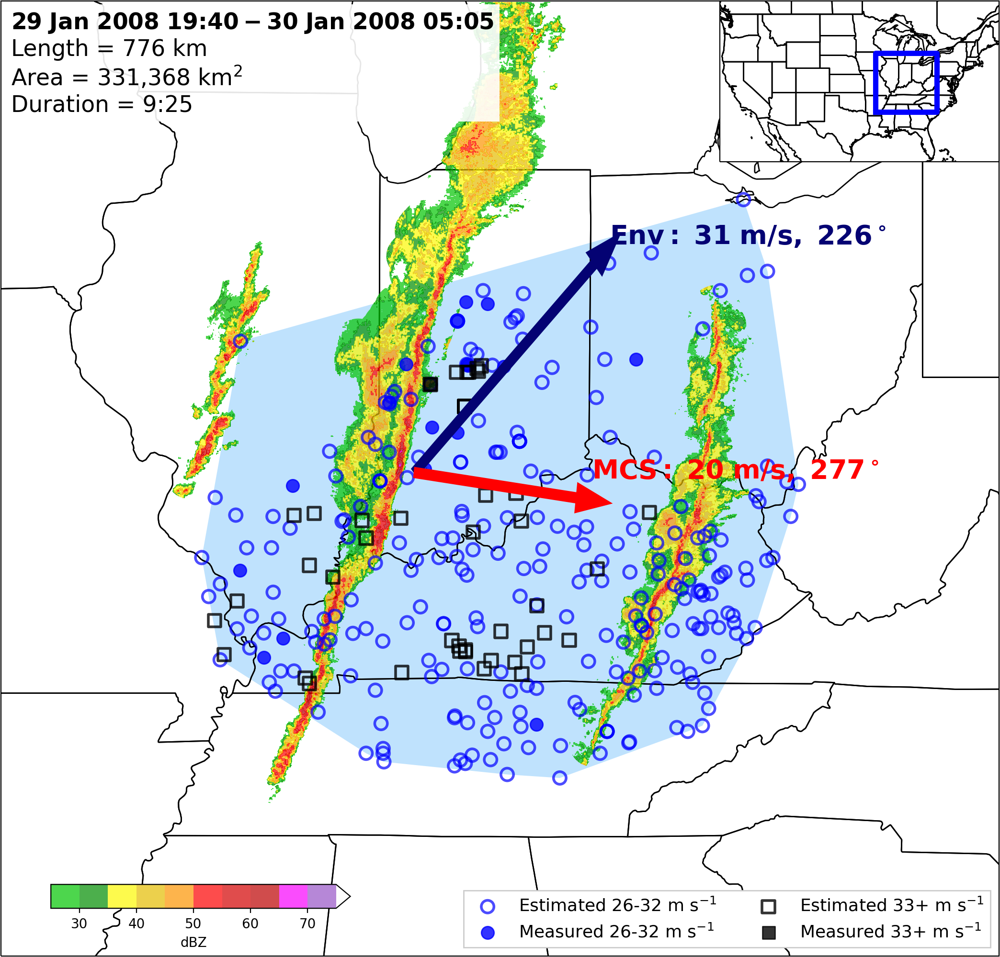 29 Jan 2008 19:40 – 30 Jan 2008 05:05
Length = 776 km
Area = 331,368 km²
Duration = 9:25
Env: 31 m/s, 226°
MCS: 20 m/s, 277°
30 40 50 60 70
dBZ
Estimated 26-32 m s⁻¹
Measured 26-32 m s⁻¹
Estimated 33+ m s⁻¹
Measured 33+ m s⁻¹